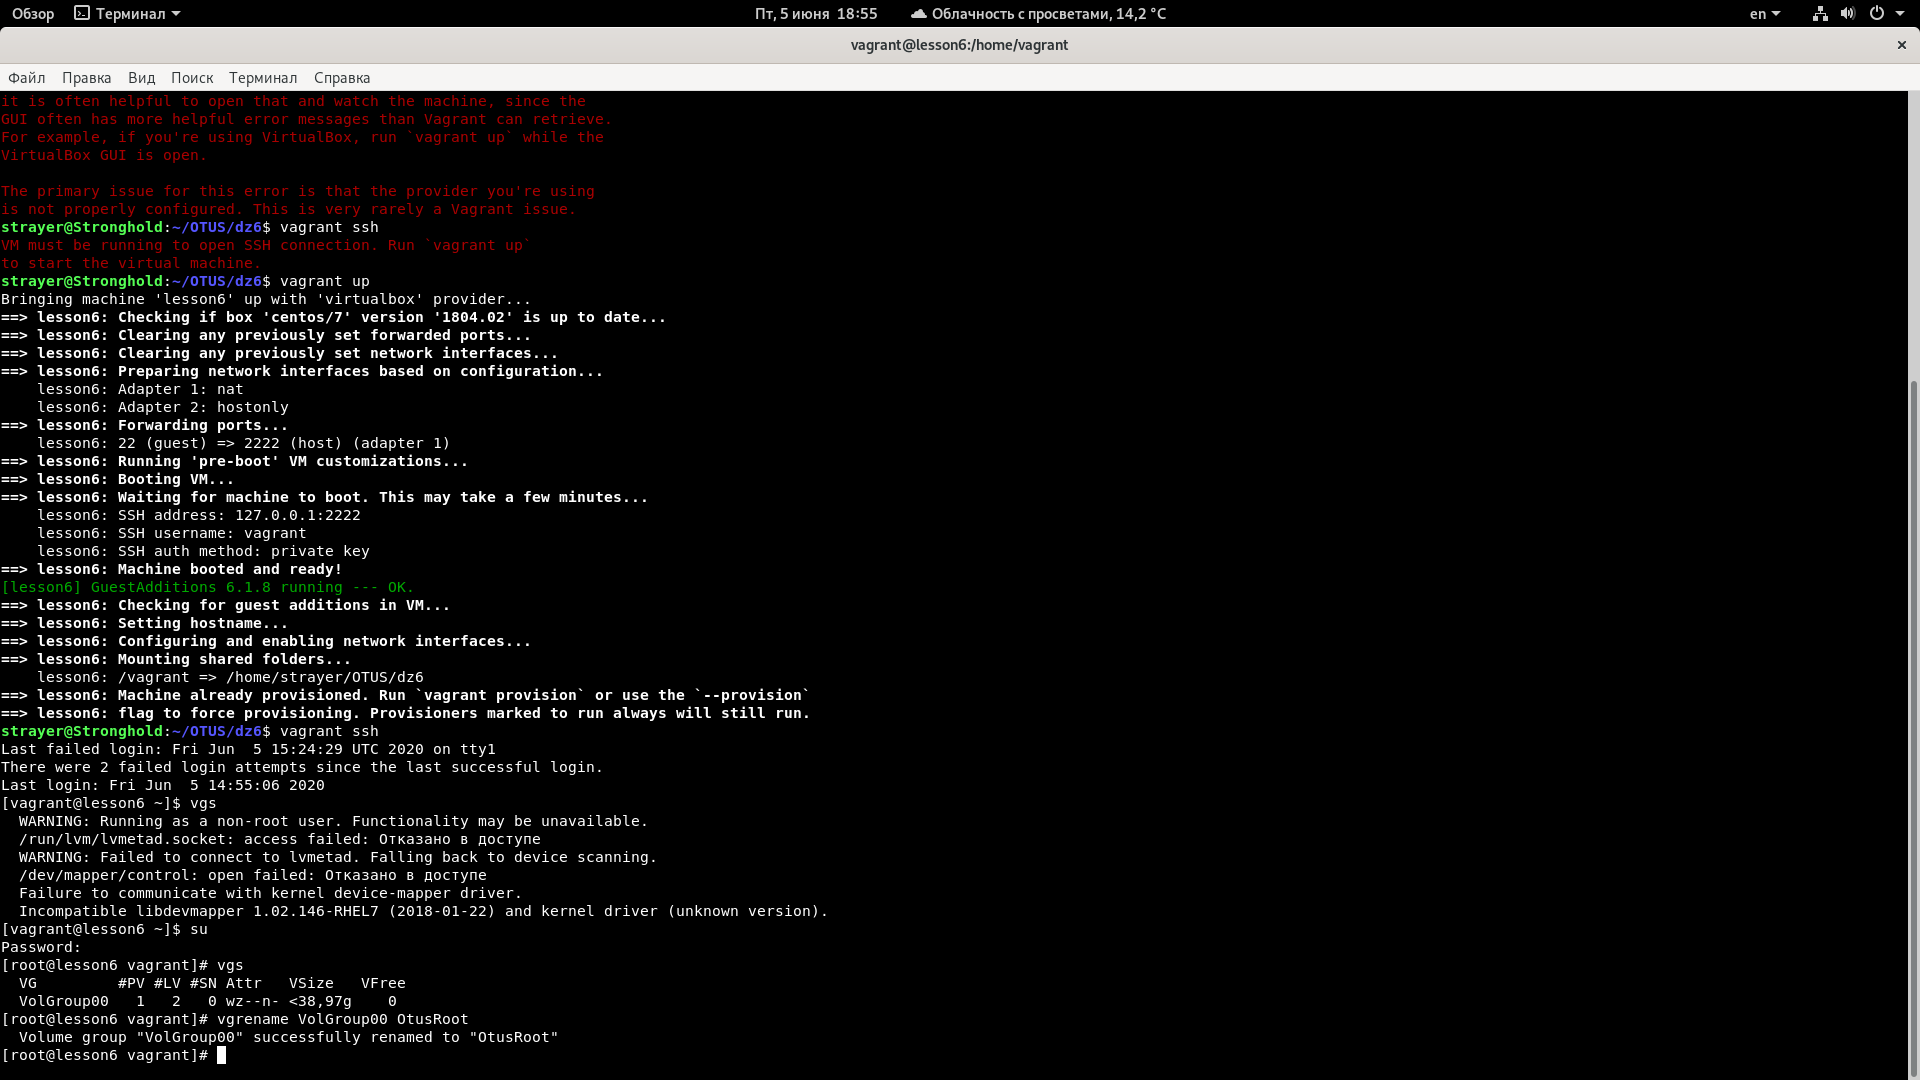 Обзор Терминал Пт, 5 июня 18:55 Облачность с просветами, 14,2 °C en
vagrant@lesson6:/home/vagrant ×
Файл Правка Вид Поиск Терминал Справка
it is often helpful to open that and watch the machine, since the
GUI often has more helpful error messages than Vagrant can retrieve.
For example, if you're using VirtualBox, run `vagrant up` while the
VirtualBox GUI is open.

The primary issue for this error is that the provider you're using
is not properly configured. This is very rarely a Vagrant issue.
strayer@Stronghold:~/OTUS/dz6$ vagrant ssh
VM must be running to open SSH connection. Run `vagrant up`
to start the virtual machine.
strayer@Stronghold:~/OTUS/dz6$ vagrant up
Bringing machine 'lesson6' up with 'virtualbox' provider...
==> lesson6: Checking if box 'centos/7' version '1804.02' is up to date...
==> lesson6: Clearing any previously set forwarded ports...
==> lesson6: Clearing any previously set network interfaces...
==> lesson6: Preparing network interfaces based on configuration...
    lesson6: Adapter 1: nat
    lesson6: Adapter 2: hostonly
==> lesson6: Forwarding ports...
    lesson6: 22 (guest) => 2222 (host) (adapter 1)
==> lesson6: Running 'pre-boot' VM customizations...
==> lesson6: Booting VM...
==> lesson6: Waiting for machine to boot. This may take a few minutes...
    lesson6: SSH address: 127.0.0.1:2222
    lesson6: SSH username: vagrant
    lesson6: SSH auth method: private key
==> lesson6: Machine booted and ready!
[lesson6] GuestAdditions 6.1.8 running --- OK.
==> lesson6: Checking for guest additions in VM...
==> lesson6: Setting hostname...
==> lesson6: Configuring and enabling network interfaces...
==> lesson6: Mounting shared folders...
    lesson6: /vagrant => /home/strayer/OTUS/dz6
==> lesson6: Machine already provisioned. Run `vagrant provision` or use the `--provision`
==> lesson6: flag to force provisioning. Provisioners marked to run always will still run.
strayer@Stronghold:~/OTUS/dz6$ vagrant ssh
Last failed login: Fri Jun  5 15:24:29 UTC 2020 on tty1
There were 2 failed login attempts since the last successful login.
Last login: Fri Jun  5 14:55:06 2020
[vagrant@lesson6 ~]$ vgs
  WARNING: Running as a non-root user. Functionality may be unavailable.
  /run/lvm/lvmetad.socket: access failed: Отказано в доступе
  WARNING: Failed to connect to lvmetad. Falling back to device scanning.
  /dev/mapper/control: open failed: Отказано в доступе
  Failure to communicate with kernel device-mapper driver.
  Incompatible libdevmapper 1.02.146-RHEL7 (2018-01-22) and kernel driver (unknown version).
[vagrant@lesson6 ~]$ su
Password:
[root@lesson6 vagrant]# vgs
  VG         #PV #LV #SN Attr   VSize   VFree
  VolGroup00   1   2   0 wz--n- <38,97g    0
[root@lesson6 vagrant]# vgrename VolGroup00 OtusRoot
  Volume group "VolGroup00" successfully renamed to "OtusRoot"
[root@lesson6 vagrant]#